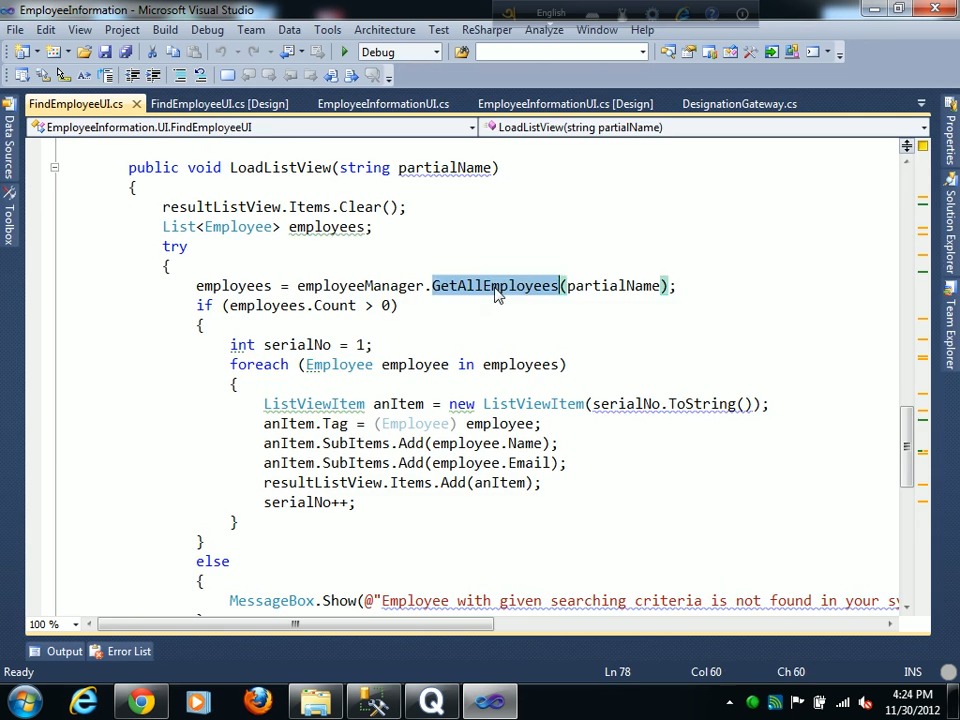 EmployeeInformation - Microsoft Visual Studio
English
File Edit View Project Build Debug Team Data Tools Architecture Test ReSharper Analyze Window Help
Debug
FindEmployeeUI.cs FindEmployeeUI.cs [Design] EmployeeInformationUI.cs EmployeeInformationUI.cs [Design] DesignationGateway.cs
EmployeeInformation.UI.FindEmployeeUI LoadListView(string partialName)
Data Sources
Toolbox
Properties
Solution Explorer
Team Explorer
public void LoadListView(string partialName)
{
resultListView.Items.Clear();
List<Employee> employees;
try
{
employees = employeeManager.GetAllEmployees(partialName);
if (employees.Count > 0)
{
int serialNo = 1;
foreach (Employee employee in employees)
{
ListViewItem anItem = new ListViewItem(serialNo.ToString());
anItem.Tag = (Employee) employee;
anItem.SubItems.Add(employee.Name);
anItem.SubItems.Add(employee.Email);
resultListView.Items.Add(anItem);
serialNo++;
}
}
else
{
MessageBox.Show(@"Employee with given searching criteria is not found in your sy
100 %
Output Error List
Ready Ln 78 Col 60 Ch 60 INS
4:24 PM
11/30/2012